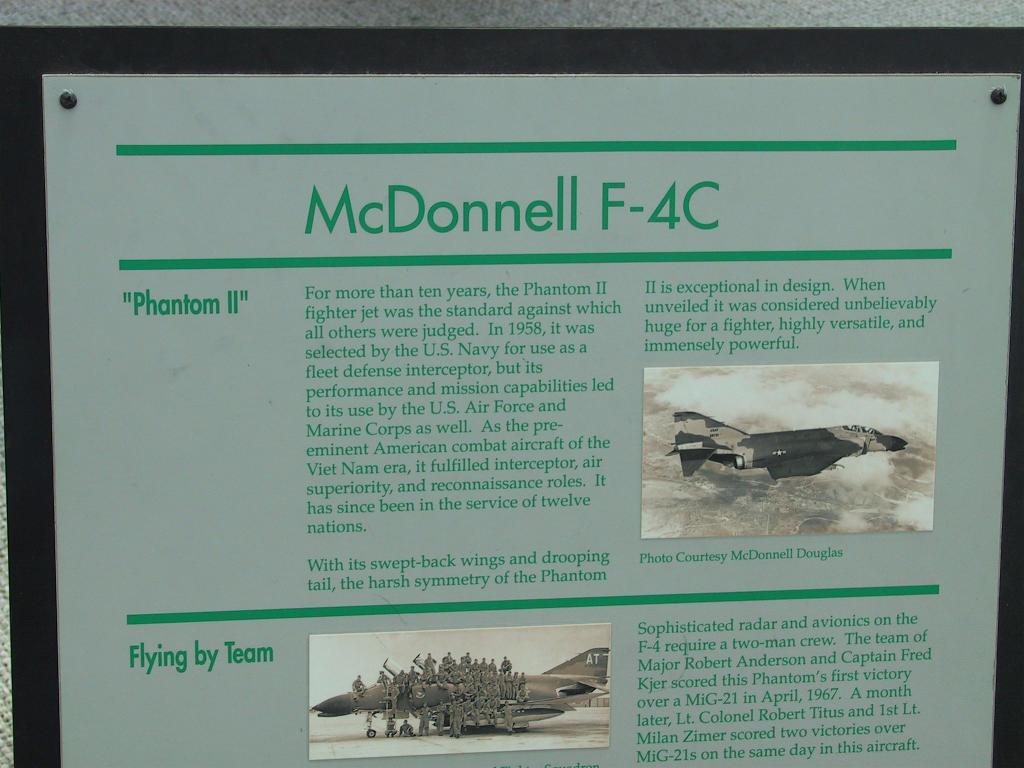 McDonnell F-4C
"Phantom II"
For more than ten years, the Phantom II
fighter jet was the standard against which
all others were judged. In 1958, it was
selected by the U.S. Navy for use as a
fleet defense interceptor, but its
performance and mission capabilities led
to its use by the U.S. Air Force and
Marine Corps as well. As the pre-
eminent American combat aircraft of the
Viet Nam era, it fulfilled interceptor, air
superiority, and reconnaissance roles. It
has since been in the service of twelve
nations.
With its swept-back wings and drooping
tail, the harsh symmetry of the Phantom
II is exceptional in design. When
unveiled it was considered unbelievably
huge for a fighter, highly versatile, and
immensely powerful.
Photo Courtesy McDonnell Douglas
Flying by Team
AT
Sophisticated radar and avionics on the
F-4 require a two-man crew. The team of
Major Robert Anderson and Captain Fred
Kjer scored this Phantom's first victory
over a MiG-21 in April, 1967. A month
later, Lt. Colonel Robert Titus and 1st Lt.
Milan Zimer scored two victories over
MiG-21s on the same day in this aircraft.